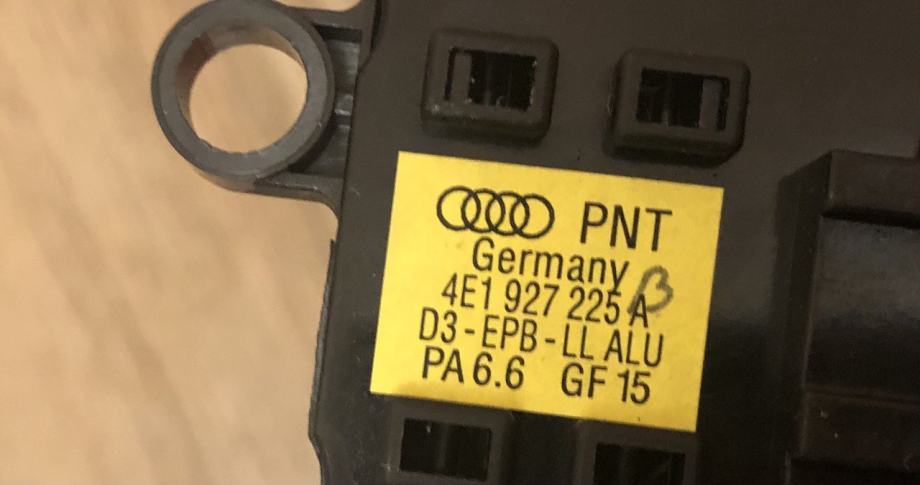 PNT
Germany
4E1 927 225 A B
D3-EPB-LL ALU
PA 6.6 GF 15